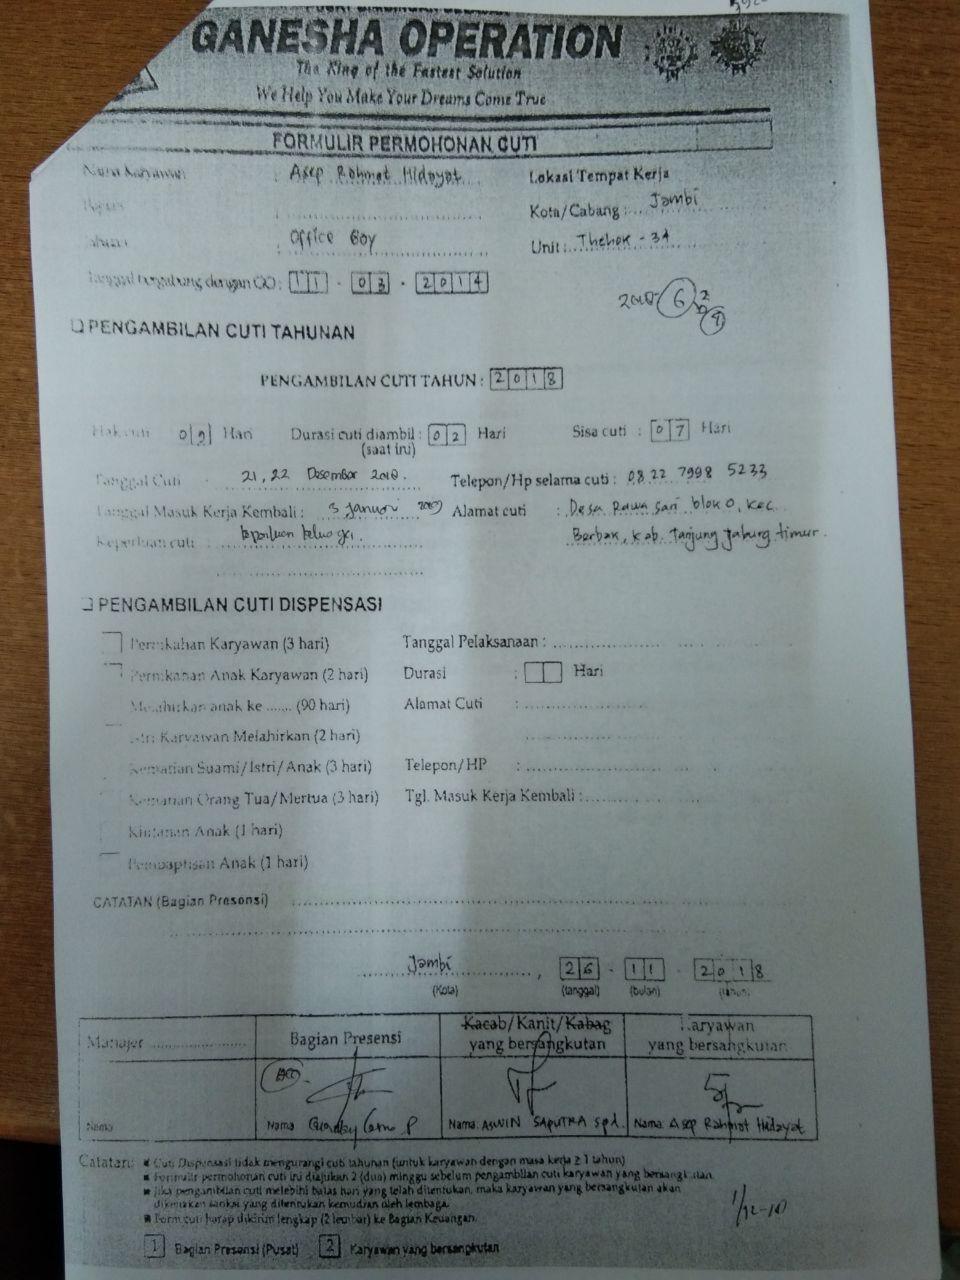 GANESHA OPERATION
The King of the Fastest Solution
We Help You Make Your Dreams Come True
FORMULIR PERMOHONAN CUTI
Nama Karyawan : Asep Rahmat Hidayat Lokasi Tempat Kerja
Kota/Cabang : Jambi
Jabatan : Office Boy Unit : Thehok - 34
Tanggal bergabung dengan GO : 11 - 03 - 2014
6 2
PENGAMBILAN CUTI TAHUNAN
PENGAMBILAN CUTI TAHUN : 2018
Hak cuti 09 Hari Durasi cuti diambil : 02 Hari Sisa cuti : 07 Hari
(saat ini)
Tanggal Cuti : 21, 22 Desember 2018. Telepon/Hp selama cuti : 0822 7998 5233
Tanggal Masuk Kerja Kembali : 3 januari 2019 Alamat cuti : Desa Rawa sari blok O, kec.
Keperluan cuti : keperluan keluarga. Berbak, kab. Tanjung Jabung timur.
PENGAMBILAN CUTI DISPENSASI
Pernikahan Karyawan (3 hari) Tanggal Pelaksanaan :
Pernikahan Anak Karyawan (2 hari) Durasi : Hari
Melahirkan anak ke ....... (90 hari) Alamat Cuti :
Istri Karyawan Melahirkan (2 hari)
Kematian Suami/Istri/Anak (3 hari) Telepon/HP :
Kematian Orang Tua/Mertua (3 hari) Tgl. Masuk Kerja Kembali :
Khitanan Anak (1 hari)
Pembaptisan Anak (1 hari)
CATATAN (Bagian Presensi)
Jambi, 26 - 11 - 2018
(Kota) (tanggal) (bulan) (tahun)
Manajer Bagian Presensi Kacab/Kanit/Kabag Karyawan
yang bersangkutan yang bersangkutan
ACC
Nama Nama Nama: ASWIN SAPUTRA Spd. Nama: Asep Rahmat Hidayat
Catatan: Cuti Dispensasi tidak mengurangi cuti tahunan (untuk karyawan dengan masa kerja ≥ 1 tahun)
Formulir permohonan cuti ini diajukan 2 (dua) minggu sebelum pengambilan cuti karyawan yang bersangkutan
Jika pengambilan cuti melebihi batas hari yang telah ditentukan, maka karyawan yang bersangkutan akan
dikenakan sanksi yang ditentukan kemudian oleh lembaga.
Form cuti harap dikirim lengkap (2 lembar) ke Bagian Keuangan.
1/12-18
1 Bagian Presensi (Pusat) 2 Karyawan yang bersangkutan